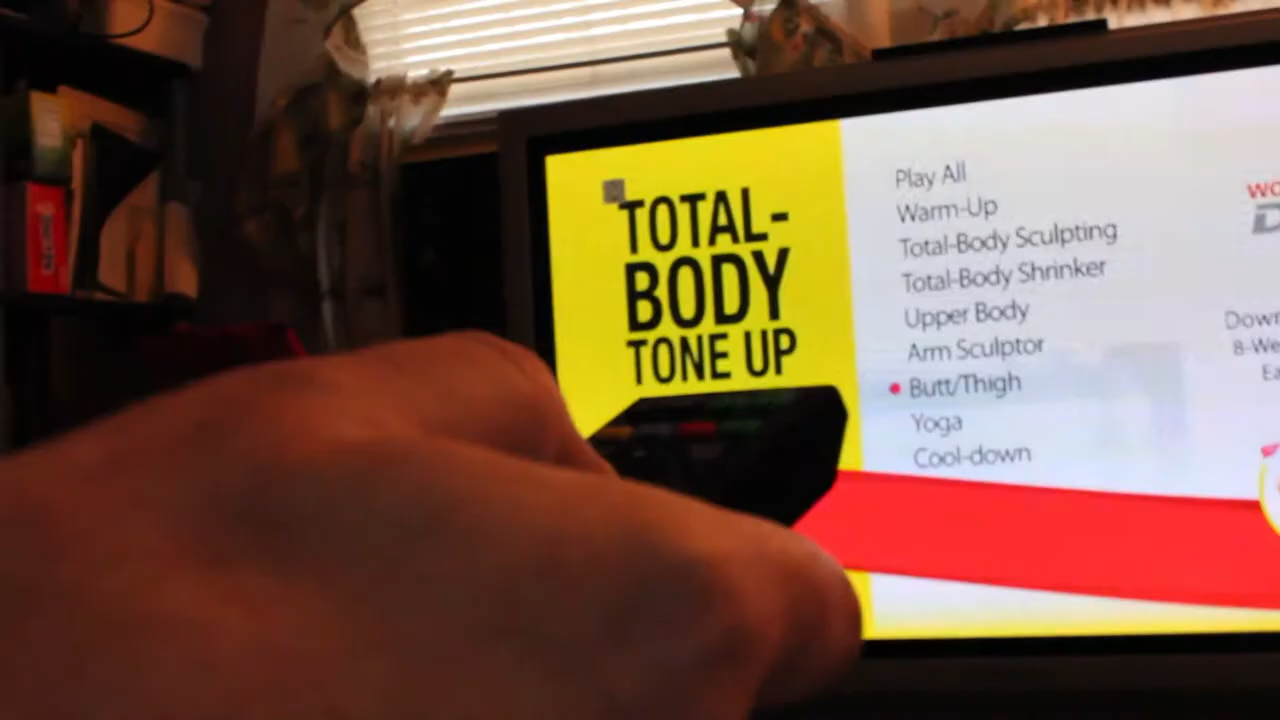 TOTAL-
BODY
TONE UP
Play All
Warm-Up
Total-Body Sculpting
Total-Body Shrinker
Upper Body
Arm Sculptor
Butt/Thigh
Yoga
Cool-down